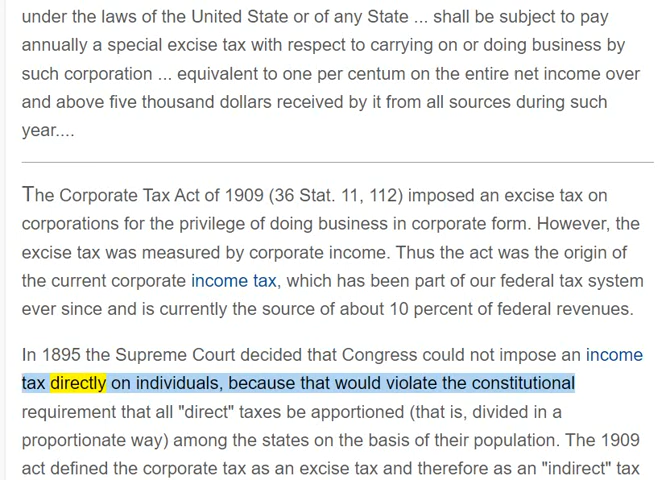 under the laws of the United State or of any State ... shall be subject to pay
annually a special excise tax with respect to carrying on or doing business by
such corporation ... equivalent to one per centum on the entire net income over
and above five thousand dollars received by it from all sources during such
year....
The Corporate Tax Act of 1909 (36 Stat. 11, 112) imposed an excise tax on
corporations for the privilege of doing business in corporate form. However, the
excise tax was measured by corporate income. Thus the act was the origin of
the current corporate income tax, which has been part of our federal tax system
ever since and is currently the source of about 10 percent of federal revenues.
In 1895 the Supreme Court decided that Congress could not impose an income
tax directly on individuals, because that would violate the constitutional
requirement that all "direct" taxes be apportioned (that is, divided in a
proportionate way) among the states on the basis of their population. The 1909
act defined the corporate tax as an excise tax and therefore as an "indirect" tax